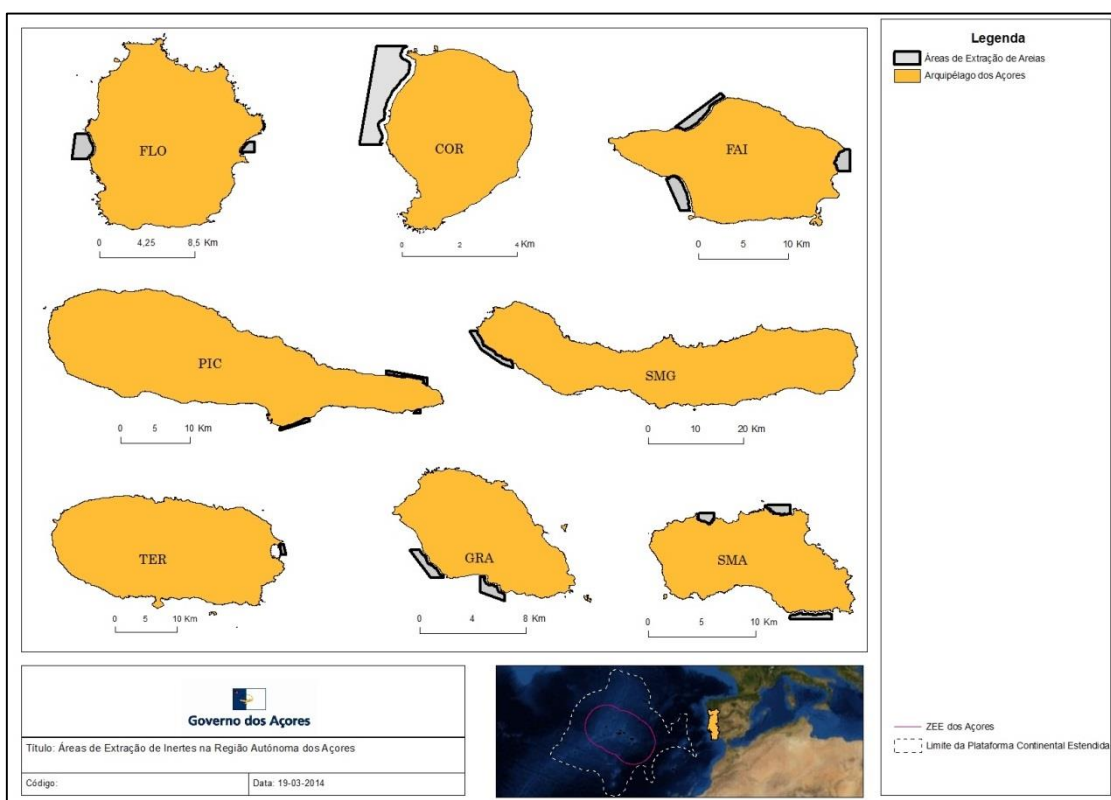 Legenda
Áreas de Extração de Areias
Arquipélago dos Açores
FLO
0 4,25 8,5 Km
COR
0 2 4 Km
FAI
0 5 10 Km
PIC
0 5 10 Km
SMG
0 10 20 Km
TER
0 5 10 Km
GRA
0 4 8 Km
SMA
0 5 10 Km
Governo dos Açores
Título: Áreas de Extração de Inertes na Região Autónoma dos Açores
Código:
Data: 19-03-2014
ZEE dos Açores
Limite da Plataforma Continental Estendida